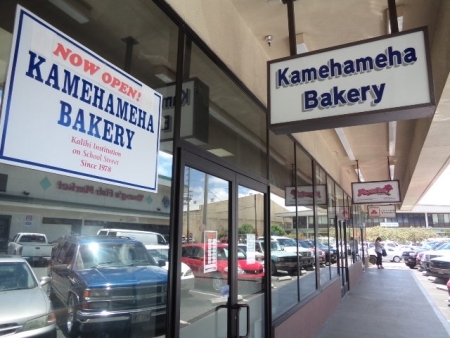 NOW OPEN!
KAMEHAMEHA
BAKERY
Kalihi Institution
on School Street
Since 1978
Kamehameha
Bakery